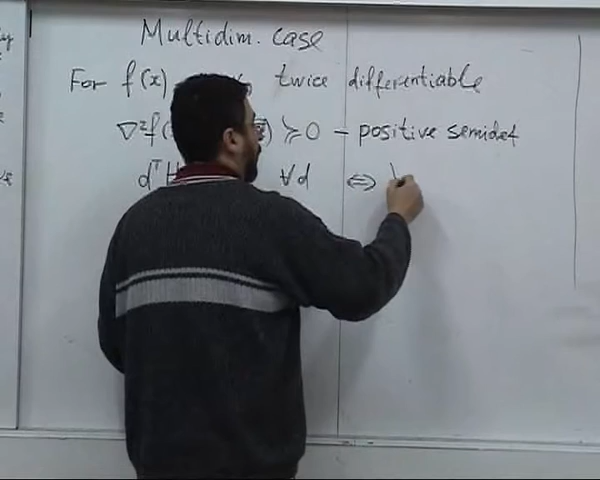 Multidim. case
For f(x) twice differentiable
∇²f( ) ⩾ 0 – positive semidef
dᵀH ∀d ⇔